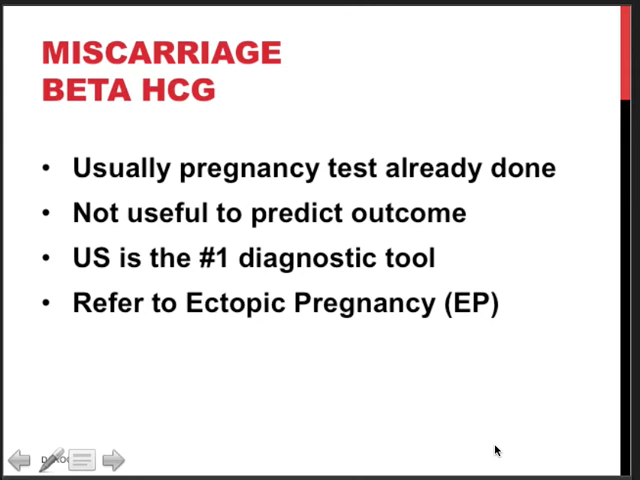 MISCARRIAGE
BETA HCG
• Usually pregnancy test already done
• Not useful to predict outcome
• US is the #1 diagnostic tool
• Refer to Ectopic Pregnancy (EP)